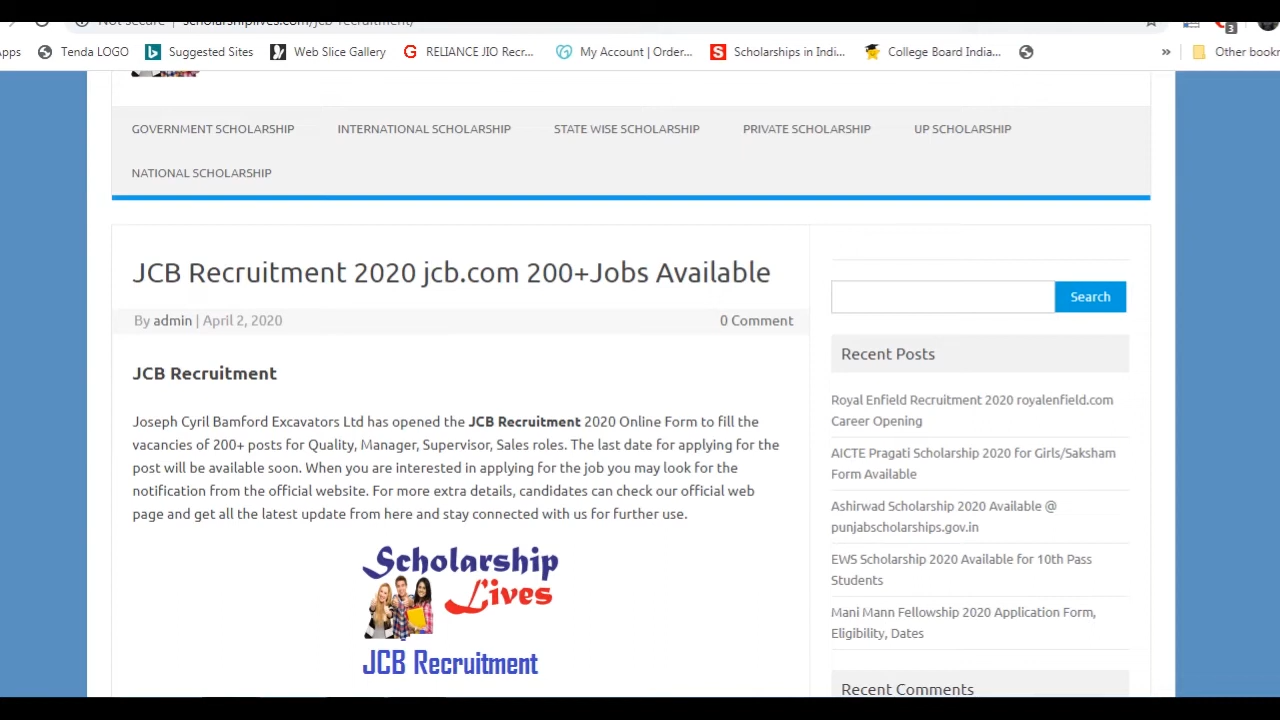 Not secure | scholarshiplives.com/jcb-recruitment/
3
Apps Tenda LOGO Suggested Sites Web Slice Gallery G RELIANCE JIO Recr... My Account | Order... S Scholarships in Indi... College Board India... » Other bookm
GOVERNMENT SCHOLARSHIP INTERNATIONAL SCHOLARSHIP STATE WISE SCHOLARSHIP PRIVATE SCHOLARSHIP UP SCHOLARSHIP
NATIONAL SCHOLARSHIP
JCB Recruitment 2020 jcb.com 200+Jobs Available
By admin | April 2, 2020
0 Comment
JCB Recruitment
Joseph Cyril Bamford Excavators Ltd has opened the JCB Recruitment 2020 Online Form to fill the
vacancies of 200+ posts for Quality, Manager, Supervisor, Sales roles. The last date for applying for the
post will be available soon. When you are interested in applying for the job you may look for the
notification from the official website. For more extra details, candidates can check our official web
page and get all the latest update from here and stay connected with us for further use.
Scholarship
Lives
JCB Recruitment
Search
Recent Posts
Royal Enfield Recruitment 2020 royalenfield.com
Career Opening
AICTE Pragati Scholarship 2020 for Girls/Saksham
Form Available
Ashirwad Scholarship 2020 Available @
punjabscholarships.gov.in
EWS Scholarship 2020 Available for 10th Pass
Students
Mani Mann Fellowship 2020 Application Form,
Eligibility, Dates
Recent Comments